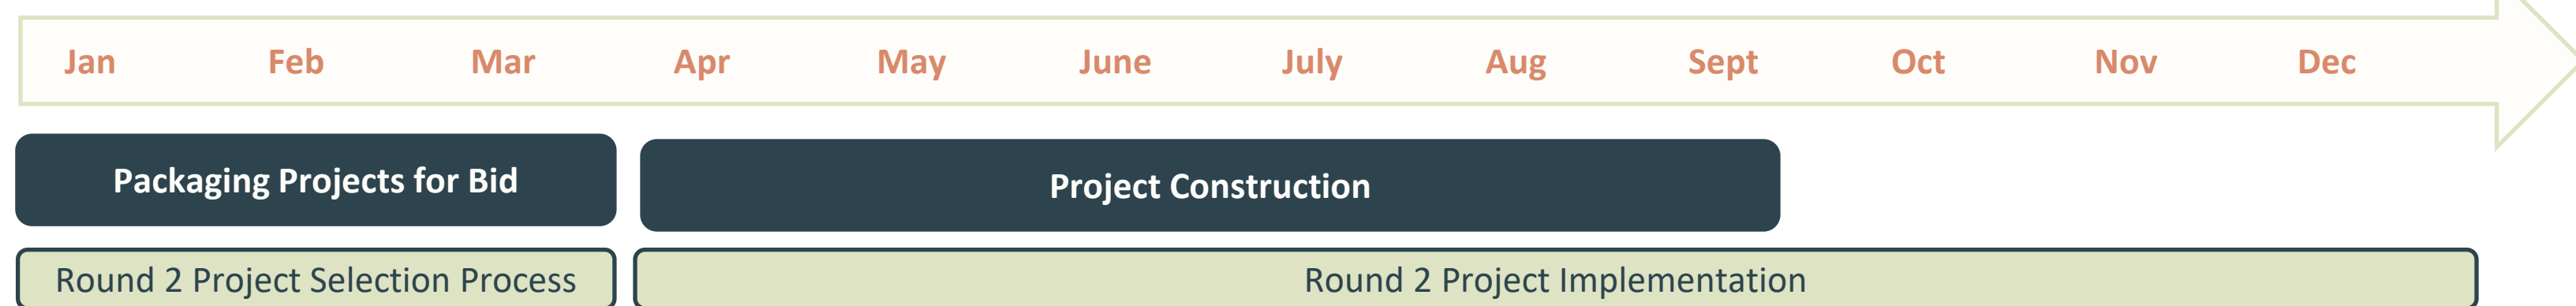 Jan Feb Mar Apr May June July Aug Sept Oct Nov Dec
Packaging Projects for Bid
Project Construction
Round 2 Project Selection Process
Round 2 Project Implementation